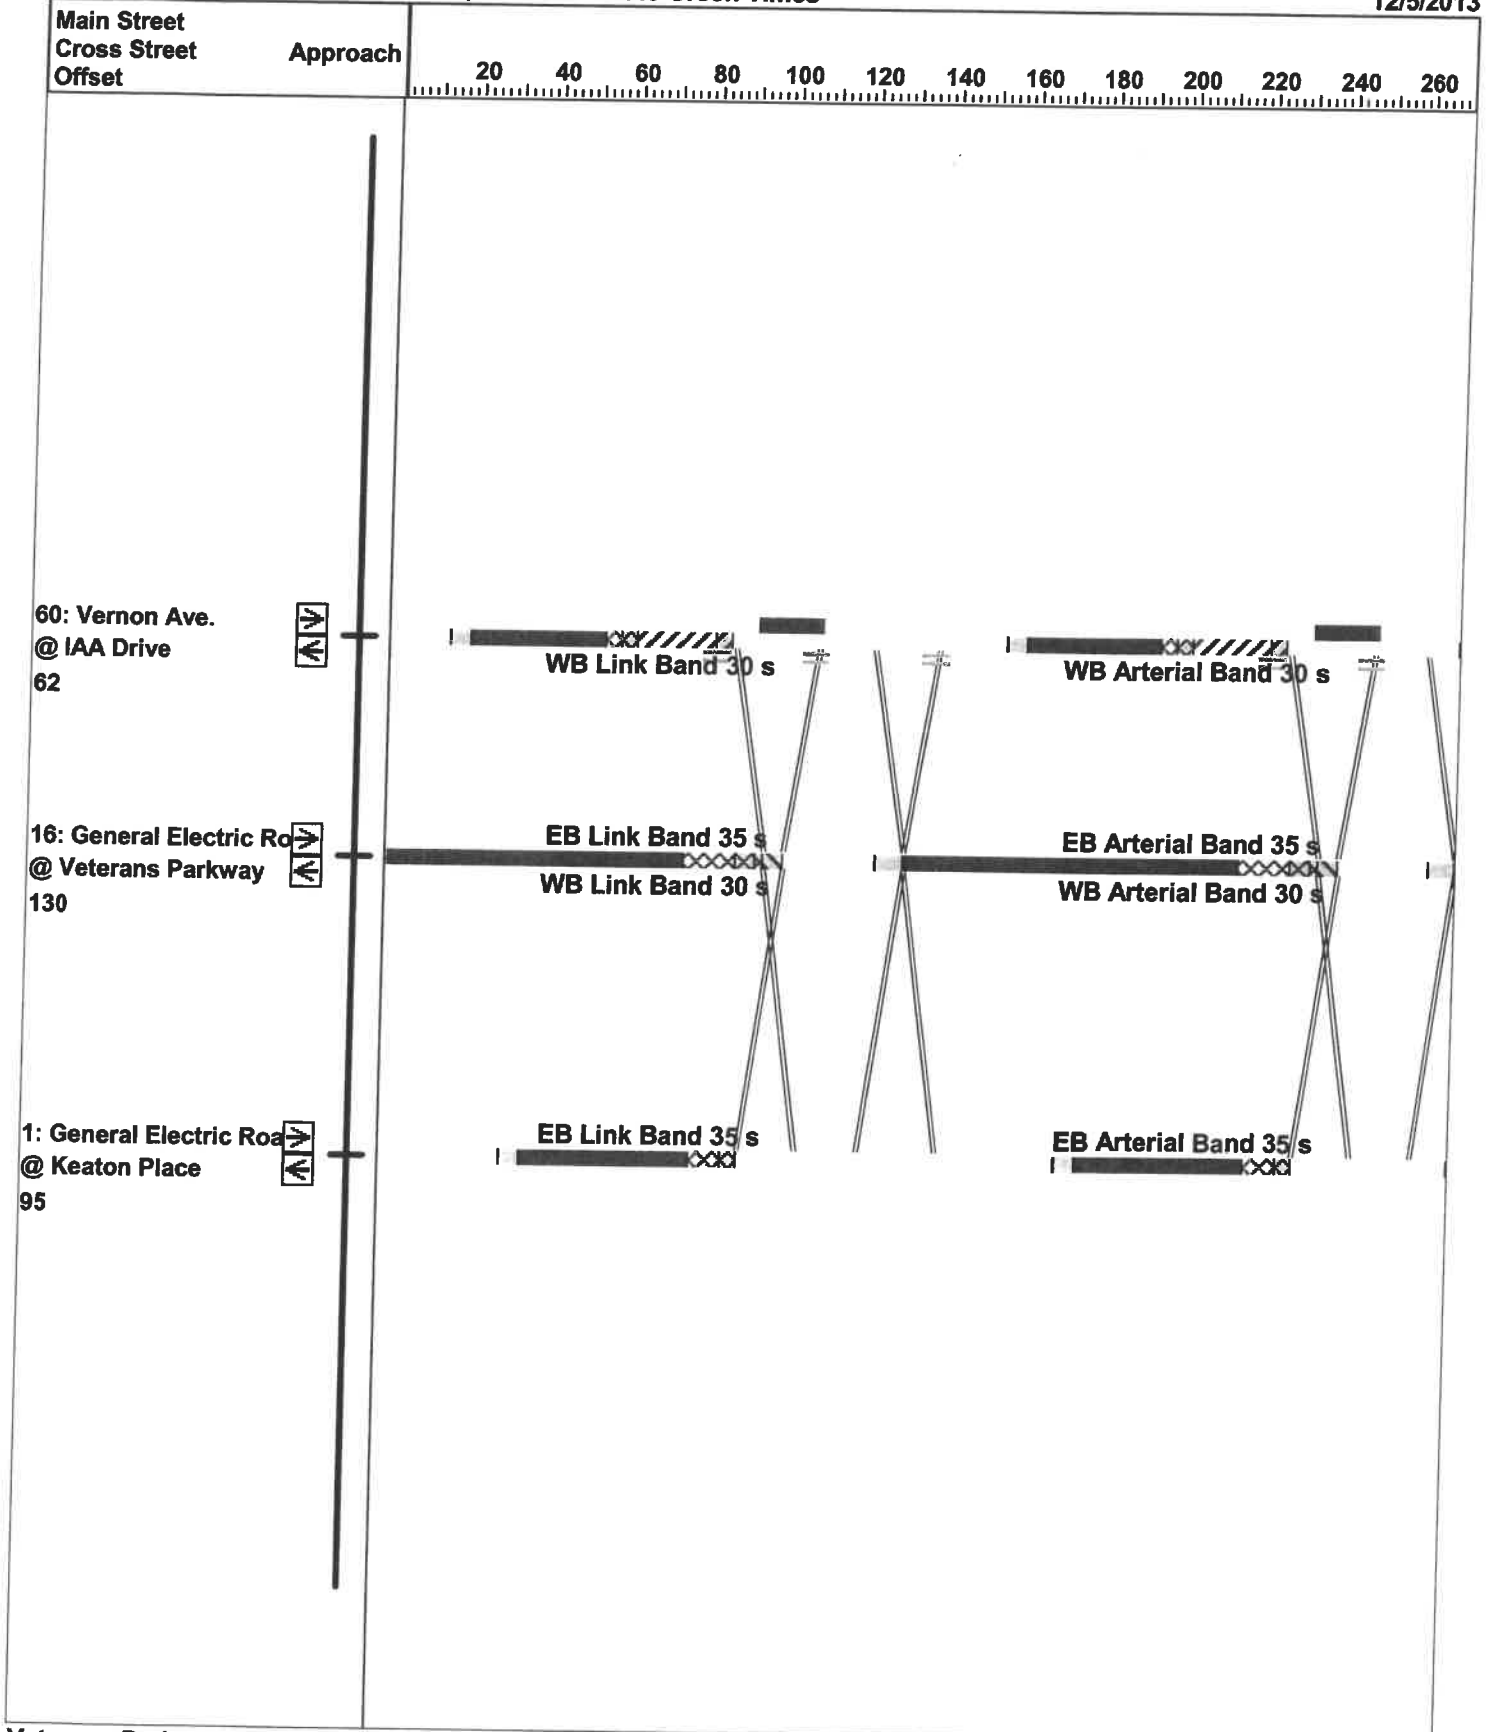 12/5/2013
Main Street
Cross Street
Offset
Approach
20 40 60 80 100 120 140 160 180 200 220 240 260
60: Vernon Ave.
@ IAA Drive
62
WB Link Band 30 s
WB Arterial Band 30 s
16: General Electric Ro
@ Veterans Parkway
130
EB Link Band 35 s
WB Link Band 30 s
EB Arterial Band 35 s
WB Arterial Band 30 s
1: General Electric Roa
@ Keaton Place
95
EB Link Band 35 s
EB Arterial Band 35 s